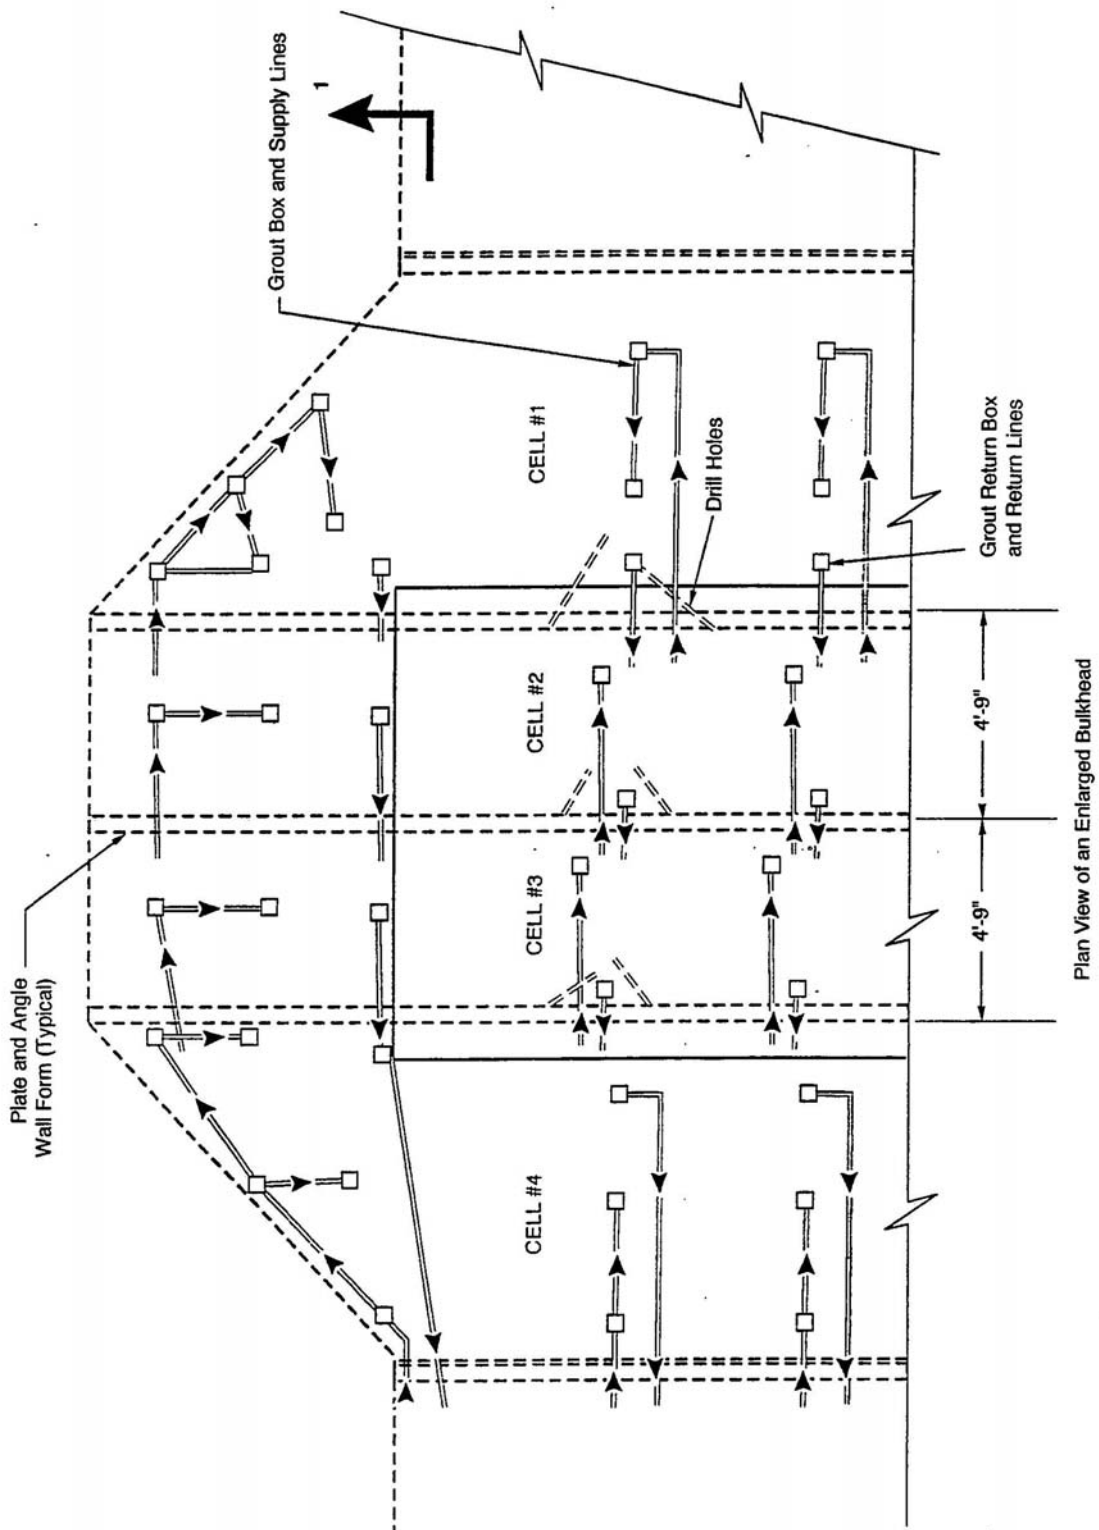 Plate and Angle
Wall Form (Typical)
Grout Box and Supply Lines
1
CELL #4
CELL #3
CELL #2
CELL #1
Drill Holes
Grout Return Box
and Return Lines
4'-9"
4'-9"
Plan View of an Enlarged Bulkhead